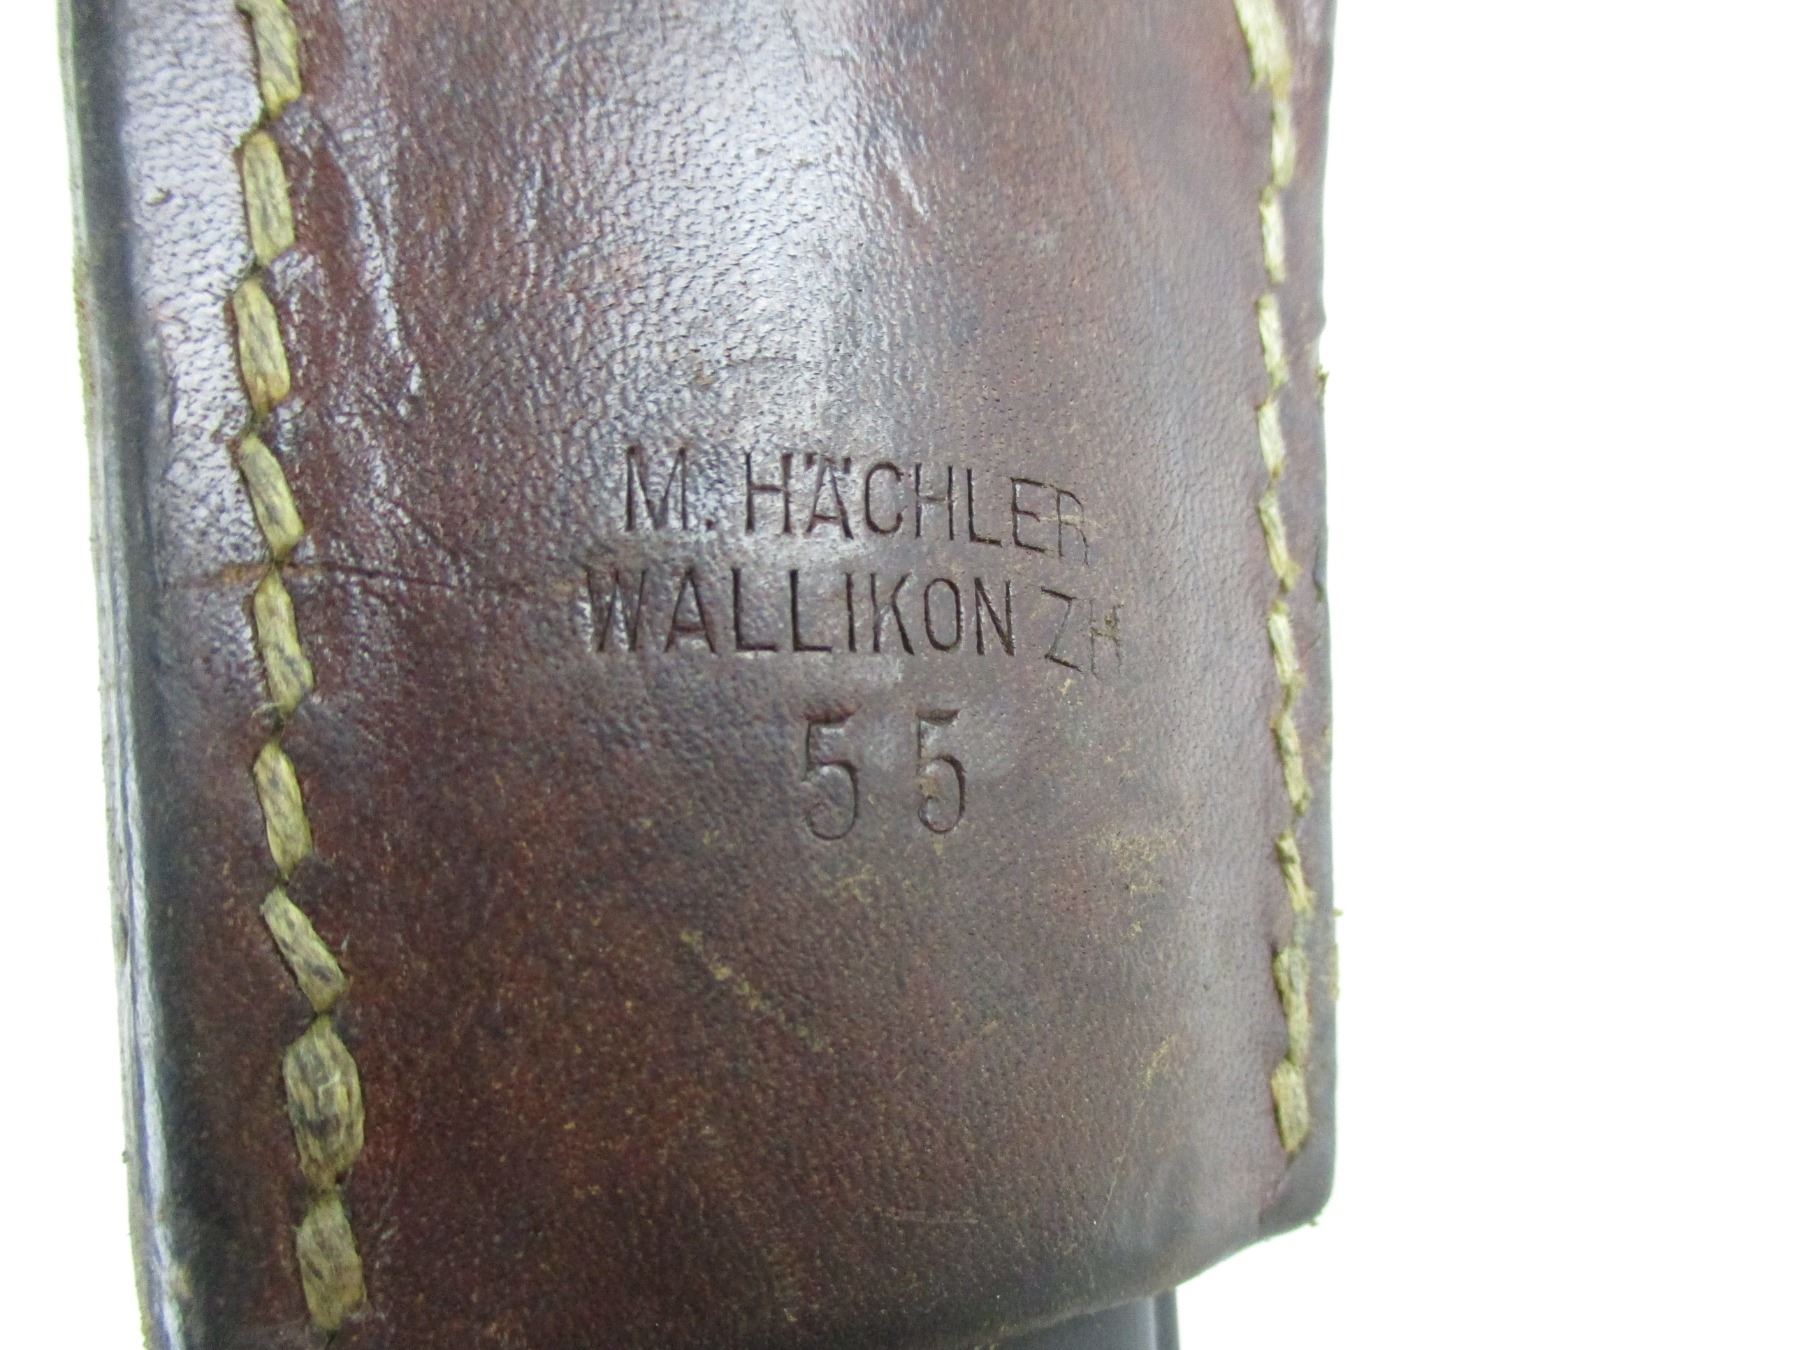 M. HÄCHLER
WALLIKON ZH
55